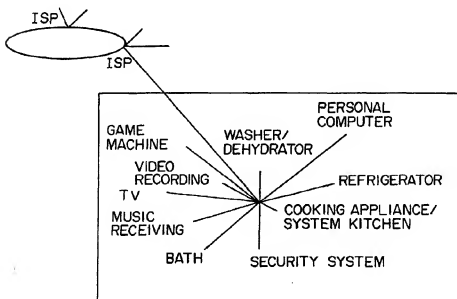 ISP
ISP
PERSONAL
COMPUTER
GAME
MACHINE
WASHER/
DEHYDRATOR
VIDEO
RECORDING
REFRIGERATOR
TV
COOKING APPLIANCE/
SYSTEM KITCHEN
MUSIC
RECEIVING
BATH
SECURITY SYSTEM